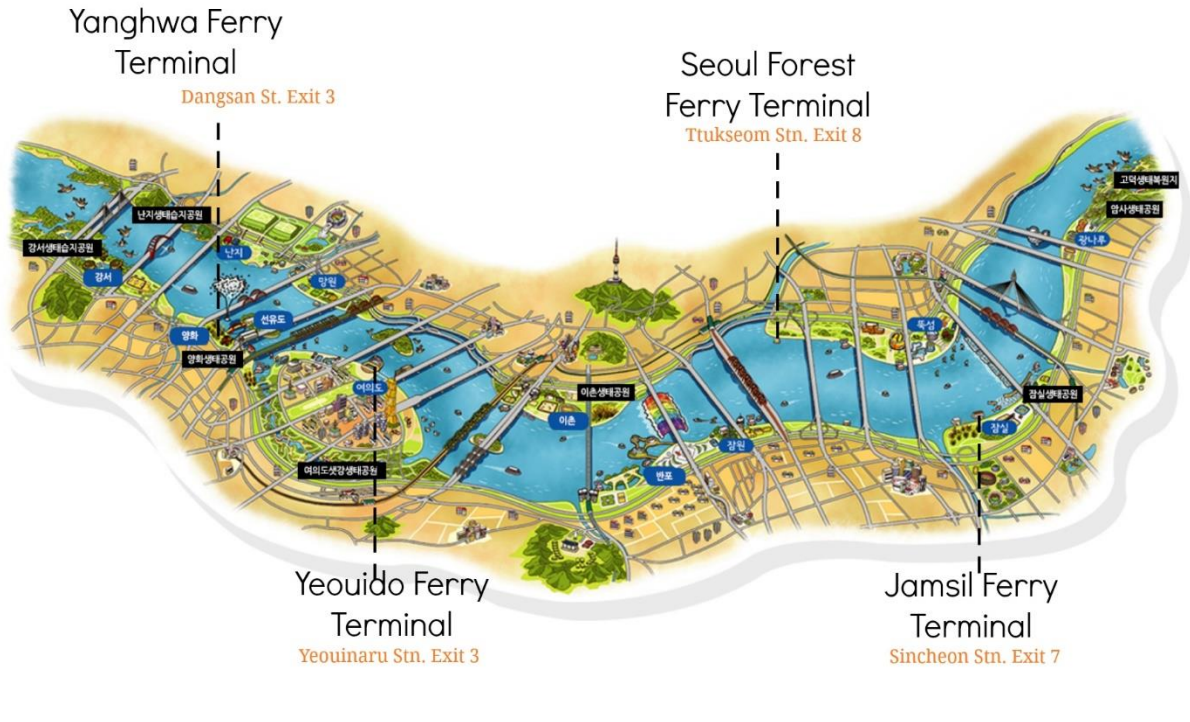 Yanghwa Ferry
Terminal
Dangsan St. Exit 3
Seoul Forest
Ferry Terminal
Ttukseom Stn. Exit 8
고덕생태복원지
암사생태공원
난지생태습지공원
광나루
강서생태습지공원
난지
강서
망원
선유도
뚝섬
양화
양화생태공원
여의도
이촌생태공원
잠실생태공원
이촌
잠실
잠원
여의도샛강생태공원
반포
Yeouido Ferry
Terminal
Yeouinaru Stn. Exit 3
Jamsil Ferry
Terminal
Sincheon Stn. Exit 7